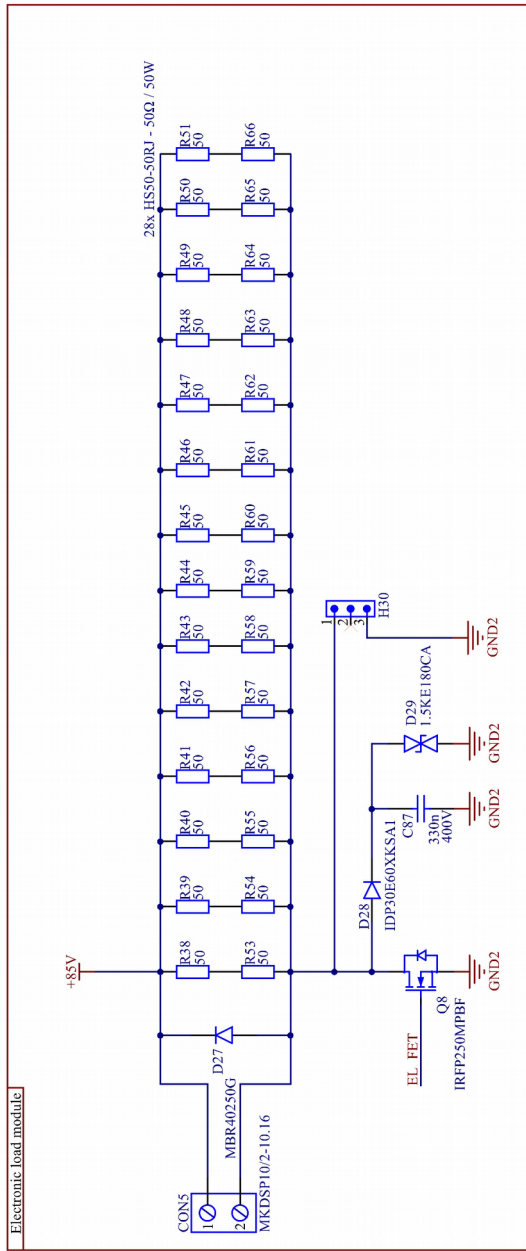 Electronic load module
28x HS50-50RJ - 50Ω / 50W
+85V
R38
50
R39
50
R40
50
R41
50
R42
50
R43
50
R44
50
R45
50
R46
50
R47
50
R48
50
R49
50
R50
50
R51
50
R53
50
R54
50
R55
50
R56
50
R57
50
R58
50
R59
50
R60
50
R61
50
R62
50
R63
50
R64
50
R65
50
R66
50
D27
MBR40250G
CON5
1
2
MKDSP10/2-10.16
1
2
3
H30
GND2
D28
IDP30E60XKSA1
C87
330n
400V
GND2
D29
1.5KE180CA
GND2
EL FET
Q8
IRFP250MPBF
GND2